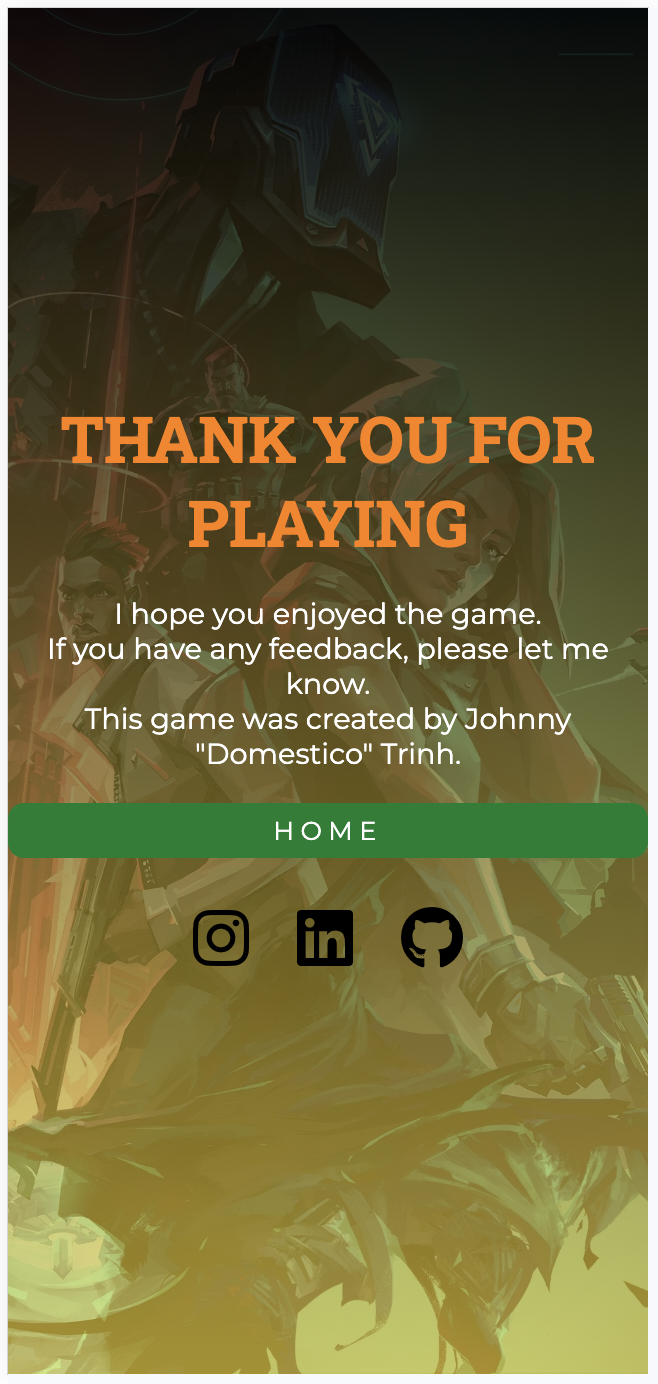 THANK YOU FOR
PLAYING
I hope you enjoyed the game.
If you have any feedback, please let me
know.
This game was created by Johnny
"Domestico" Trinh.
HOME
in